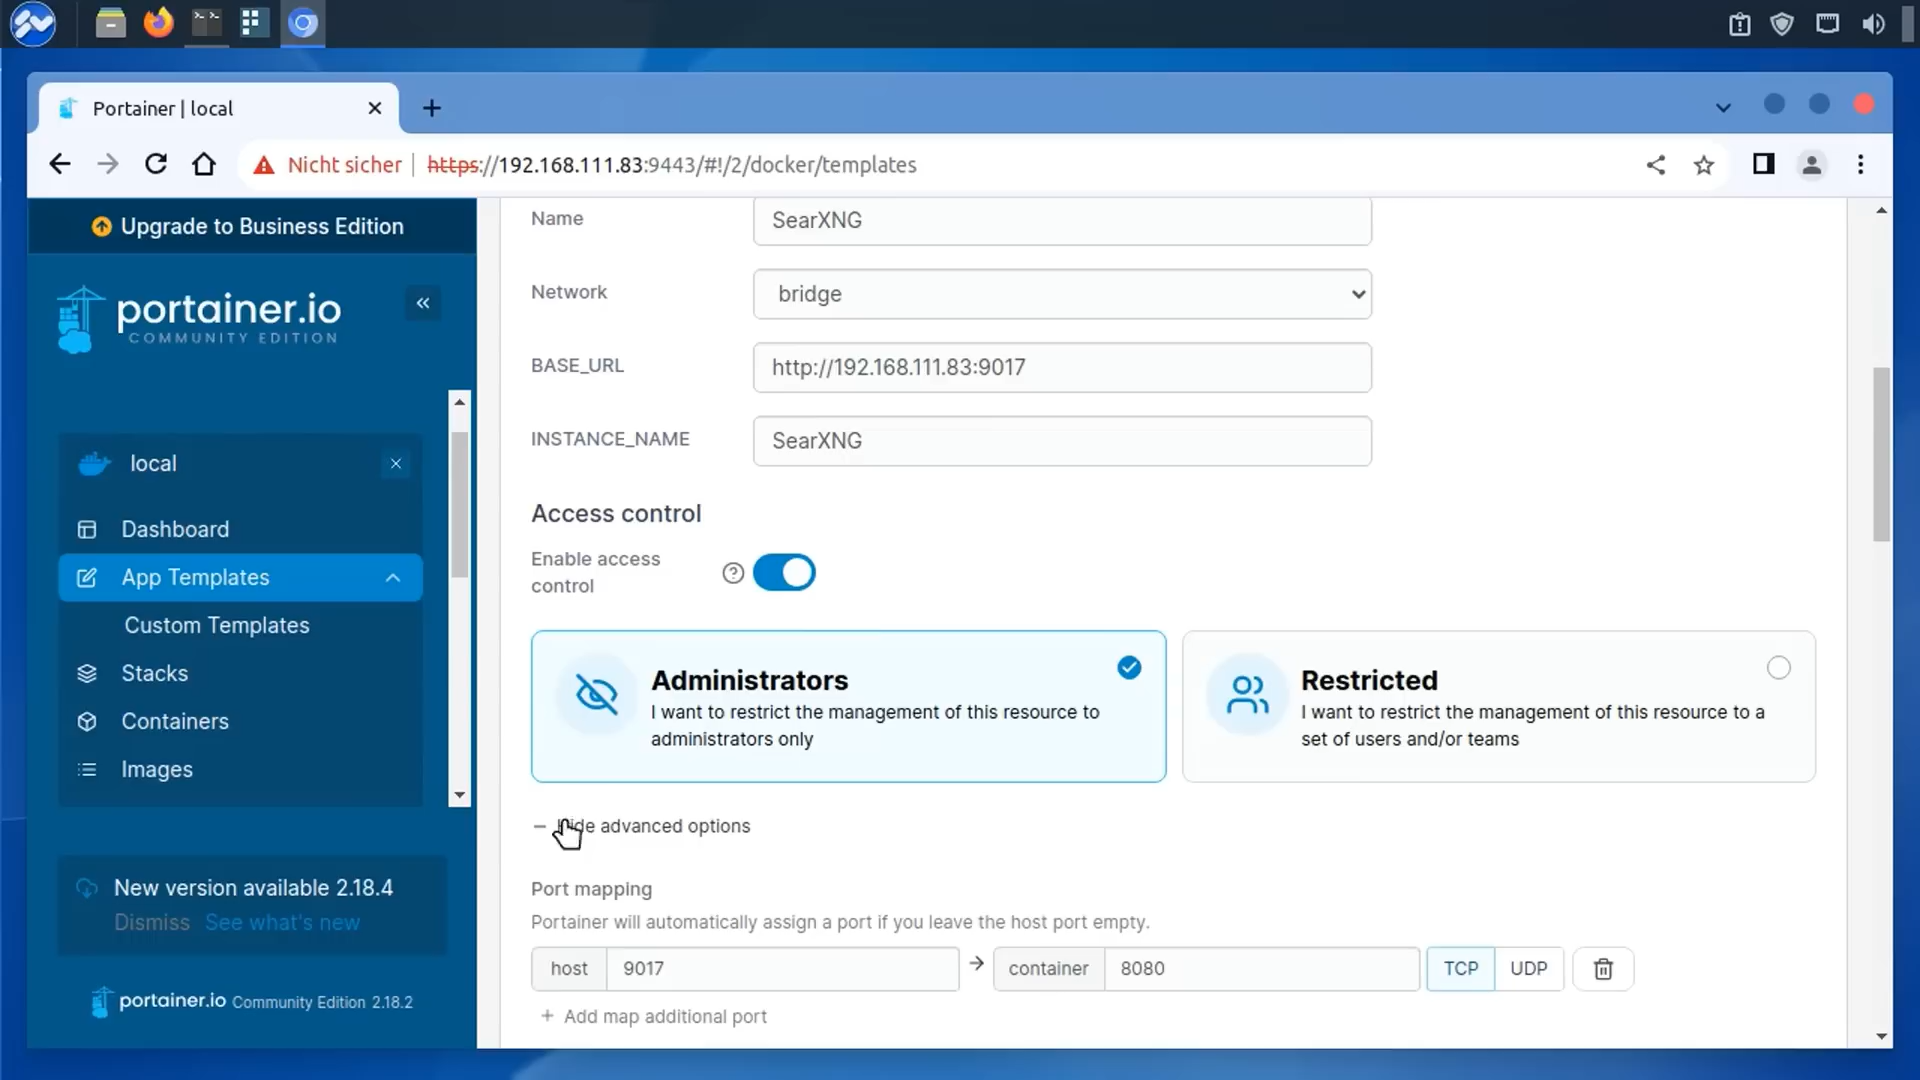 Portainer | local
Nicht sicher
https://192.168.111.83:9443/#!/2/docker/templates
Upgrade to Business Edition
portainer.io
COMMUNITY EDITION
local
Dashboard
App Templates
Custom Templates
Stacks
Containers
Images
New version available 2.18.4
Dismiss See what's new
portainer.io Community Edition 2.18.2
Name SearXNG
Network bridge
BASE_URL http://192.168.111.83:9017
INSTANCE_NAME SearXNG
Access control
Enable access
control
Administrators
I want to restrict the management of this resource to
administrators only
Restricted
I want to restrict the management of this resource to a
set of users and/or teams
Hide advanced options
Port mapping
Portainer will automatically assign a port if you leave the host port empty.
host 9017 → container 8080 TCP UDP
+ Add map additional port